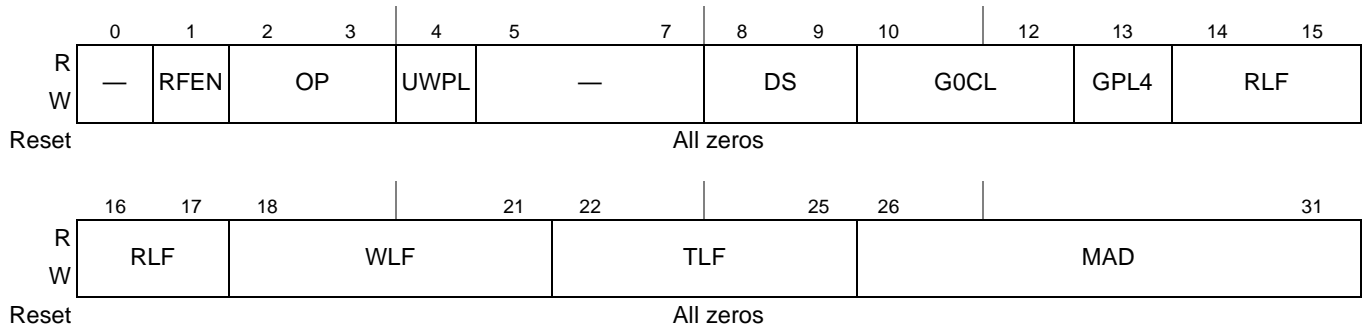 0 1 2 3 4 5 7 8 9 10 12 13 14 15
R
— RFEN OP UWPL — DS G0CL GPL4 RLF
W
Reset All zeros
16 17 18 21 22 25 26 31
R
RLF WLF TLF MAD
W
Reset All zeros